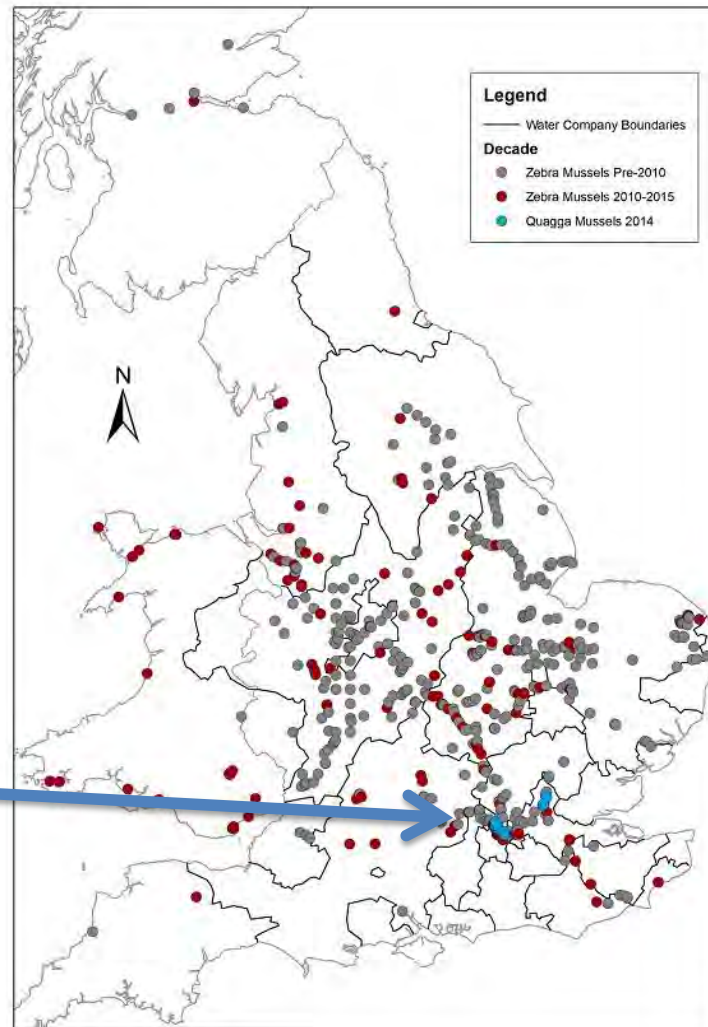 Legend
Water Company Boundaries
Decade
Zebra Mussels Pre-2010
Zebra Mussels 2010-2015
Quagga Mussels 2014
N